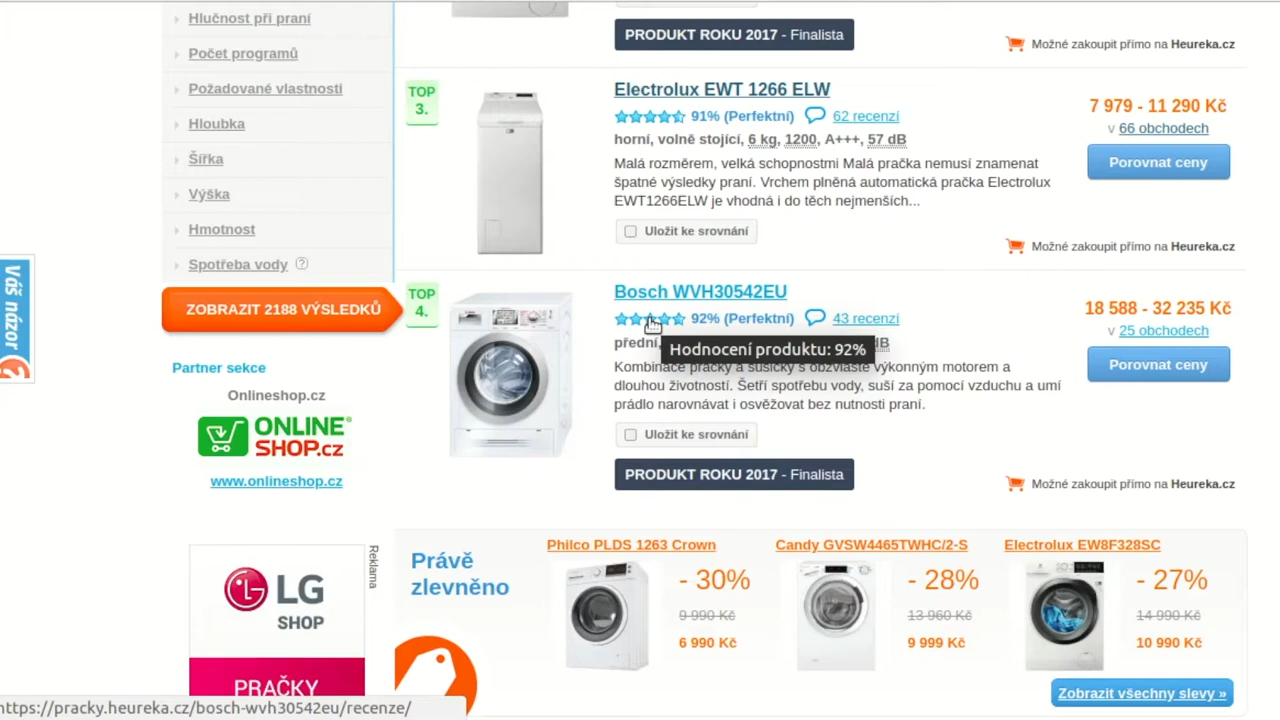 Hlučnost při praní
Počet programů
Požadované vlastnosti
Hloubka
Šířka
Výška
Hmotnost
Spotřeba vody ?
ZOBRAZIT 2188 VÝSLEDKŮ
Váš názor
Partner sekce
Onlineshop.cz
ONLINE
SHOP.cz
www.onlineshop.cz
Reklama
LG
SHOP
PRAČKY
PRODUKT ROKU 2017 - Finalista
Možné zakoupit přímo na Heureka.cz
TOP
3.
Electrolux EWT 1266 ELW
91% (Perfektní) 62 recenzí
horní, volně stojící, 6 kg, 1200, A+++, 57 dB
Malá rozměrem, velká schopnostmi Malá pračka nemusí znamenat
špatné výsledky praní. Vrchem plněná automatická pračka Electrolux
EWT1266ELW je vhodná i do těch nejmenších...
Uložit ke srovnání
7 979 - 11 290 Kč
v 66 obchodech
Porovnat ceny
Možné zakoupit přímo na Heureka.cz
TOP
4.
Bosch WVH30542EU
92% (Perfektní) 43 recenzí
přední, dB
Hodnocení produktu: 92%
Kombinace pračky a sušičky s obzvláště výkonným motorem a
dlouhou životností. Šetří spotřebu vody, suší za pomocí vzduchu a umí
prádlo narovnávat i osvěžovat bez nutnosti praní.
Uložit ke srovnání
PRODUKT ROKU 2017 - Finalista
18 588 - 32 235 Kč
v 25 obchodech
Porovnat ceny
Možné zakoupit přímo na Heureka.cz
Právě
zlevněno
Philco PLDS 1263 Crown
- 30%
9 990 Kč
6 990 Kč
Candy GVSW4465TWHC/2-S
- 28%
13 960 Kč
9 999 Kč
Electrolux EW8F328SC
- 27%
14 990 Kč
10 990 Kč
Zobrazit všechny slevy »
https://pracky.heureka.cz/bosch-wvh30542eu/recenze/